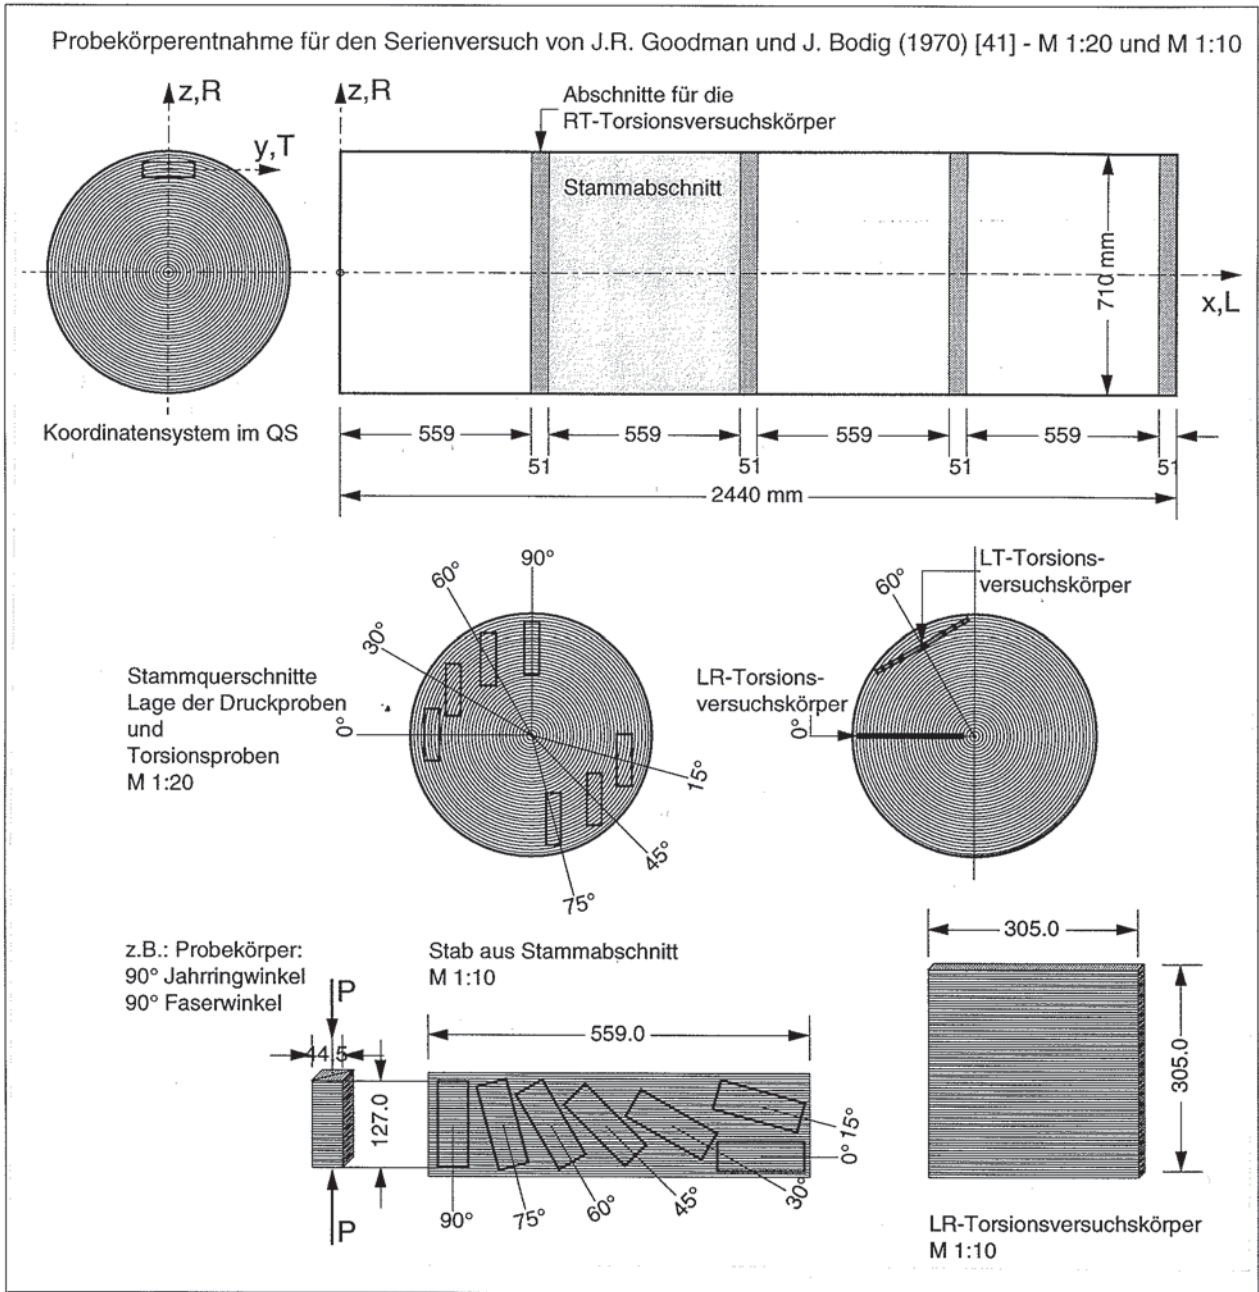 Probekörperentnahme für den Serienversuch von J.R. Goodman und J. Bodig (1970) [41] - M 1:20 und M 1:10
z,R
y,T
Koordinatensystem im QS
z,R
Abschnitte für die
RT-Torsionsversuchskörper
Stammabschnitt
710 mm
x,L
559
559
559
559
51
51
51
51
2440 mm
Stammquerschnitte
Lage der Druckproben
und
Torsionsproben
M 1:20
0°
30°
60°
90°
15°
45°
75°
LT-Torsions-
versuchskörper
60°
LR-Torsions-
versuchskörper
0°
z.B.: Probekörper:
90° Jahrringwinkel
90° Faserwinkel
P
44.5
127.0
P
Stab aus Stammabschnitt
M 1:10
559.0
90°
75°
60°
45°
30°
0°
15°
305.0
305.0
LR-Torsionsversuchskörper
M 1:10